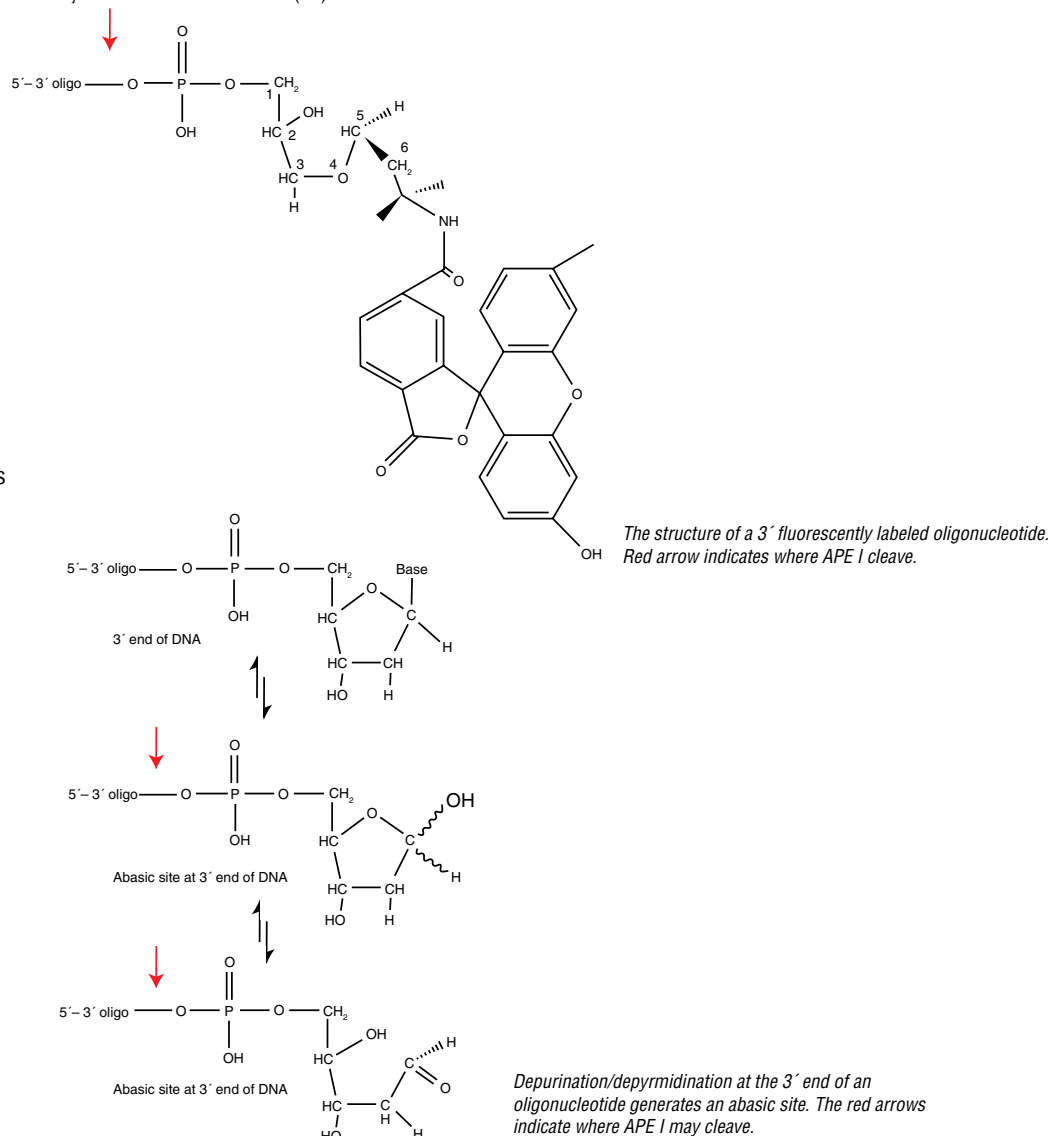 O
5´– 3´ oligo O P O CH2
1
OH
OH
HC 2
5
HC H
6
CH2
3 4
HC O
H
NH
O
O
O
O
OH
s
The structure of a 3´ fluorescently labeled oligonucleotide.
Red arrow indicates where APE I cleave.
O
5´– 3´ oligo O P O CH2
Base
O
OH
HC C
H
3´ end of DNA
HC CH
HO H
O
5´– 3´ oligo O P O CH2
OH
O
OH
HC C
H
Abasic site at 3´ end of DNA
HC CH
HO H
O
5´– 3´ oligo O P O CH2
OH H
OH
HC C
O
Abasic site at 3´ end of DNA
HC C
H H
HO
Depurination/depyrmidination at the 3´ end of an
oligonucleotide generates an abasic site. The red arrows
indicate where APE I may cleave.